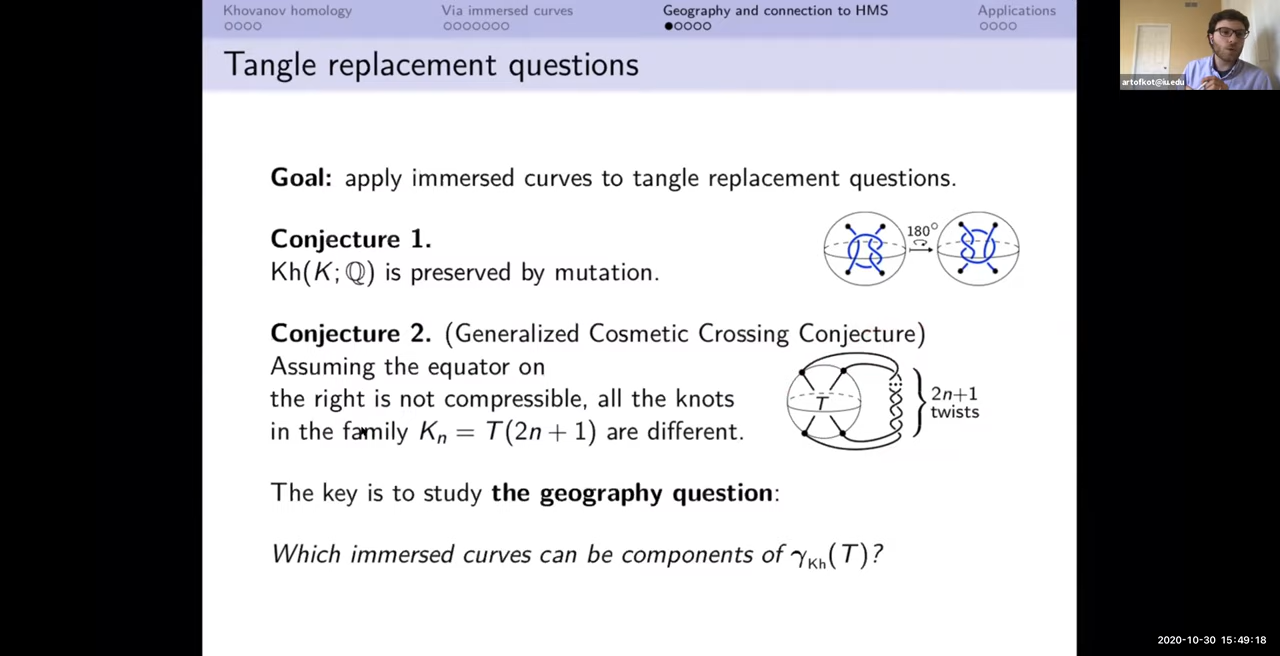 Khovanov homology Via immersed curves Geography and connection to HMS Applications
Tangle replacement questions
artofkot@iu.edu
Goal: apply immersed curves to tangle replacement questions.
Conjecture 1.
Kh(K; ℚ) is preserved by mutation.
180°
Conjecture 2. (Generalized Cosmetic Crossing Conjecture)
Assuming the equator on
the right is not compressible, all the knots
in the family Kₙ = T(2n + 1) are different.
T
2n+1
twists
The key is to study the geography question:
Which immersed curves can be components of γKh(T)?
2020-10-30 15:49:18